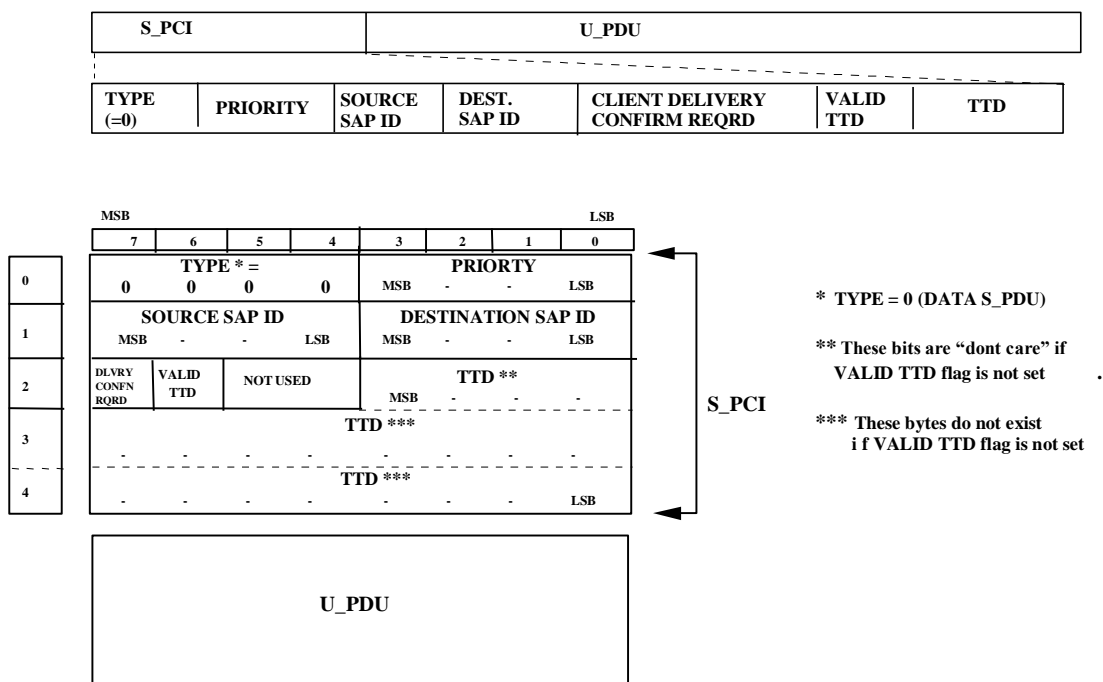 S_PCI U_PDU
TYPE (=0) PRIORITY SOURCE SAP ID DEST. SAP ID CLIENT DELIVERY CONFIRM REQRD VALID TTD TTD
MSB LSB
7 6 5 4 3 2 1 0
0 TYPE * = PRIORTY
0 0 0 0 MSB - - LSB
1 SOURCE SAP ID DESTINATION SAP ID
MSB - - LSB MSB - - LSB
2 DLVRY CONFN RQRD VALID TTD NOT USED TTD **
MSB - - -
3 TTD ***
- - - - - - - -
4 TTD ***
- - - - - - - LSB
S_PCI
* TYPE = 0 (DATA S_PDU)
** These bits are “dont care” if
VALID TTD flag is not set .
*** These bytes do not exist
i f VALID TTD flag is not set
U_PDU